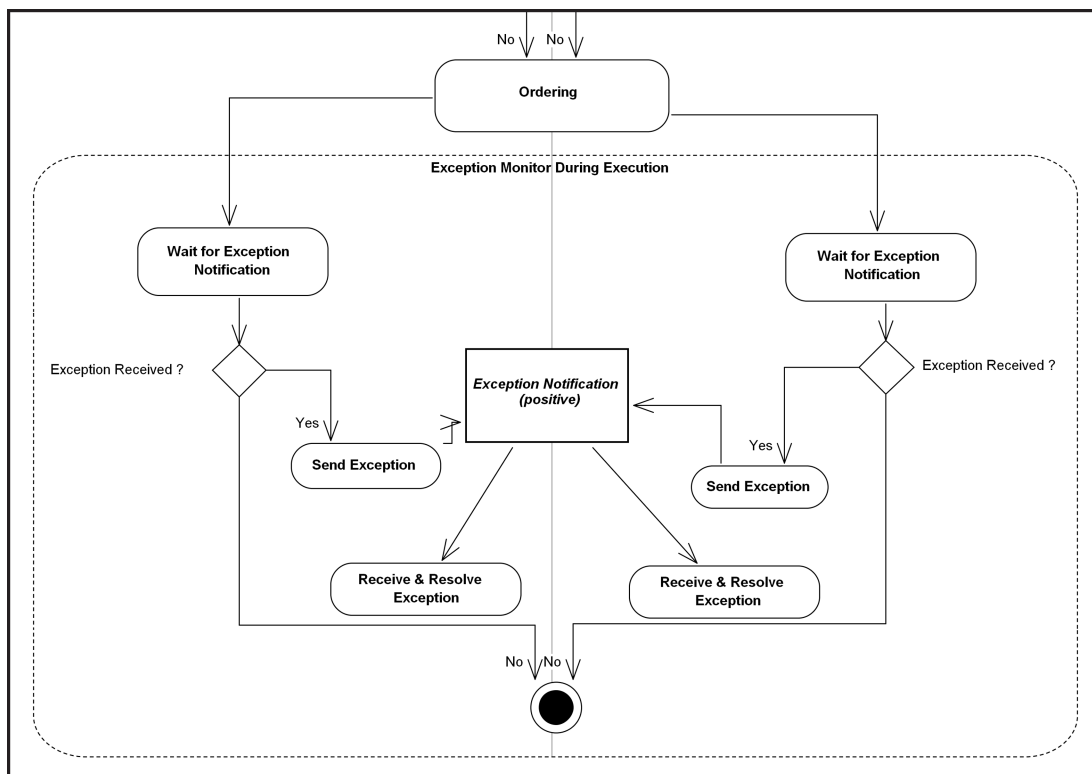 No
No
Ordering
Exception Monitor During Execution
Wait for Exception
Notification
Wait for Exception
Notification
Exception Received ?
Exception Received ?
Exception Notification
(positive)
Yes
Yes
Send Exception
Send Exception
Receive & Resolve
Exception
Receive & Resolve
Exception
No
No